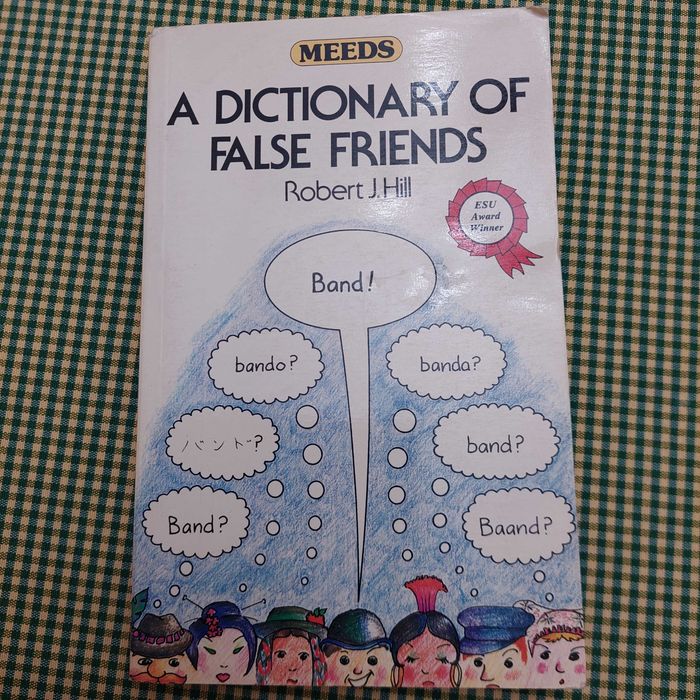 MEEDS
A DICTIONARY OF
FALSE FRIENDS
Robert J. Hill
ESU
Award
Winner
Band!
bando?
banda?
バンド?
band?
Band?
Baand?